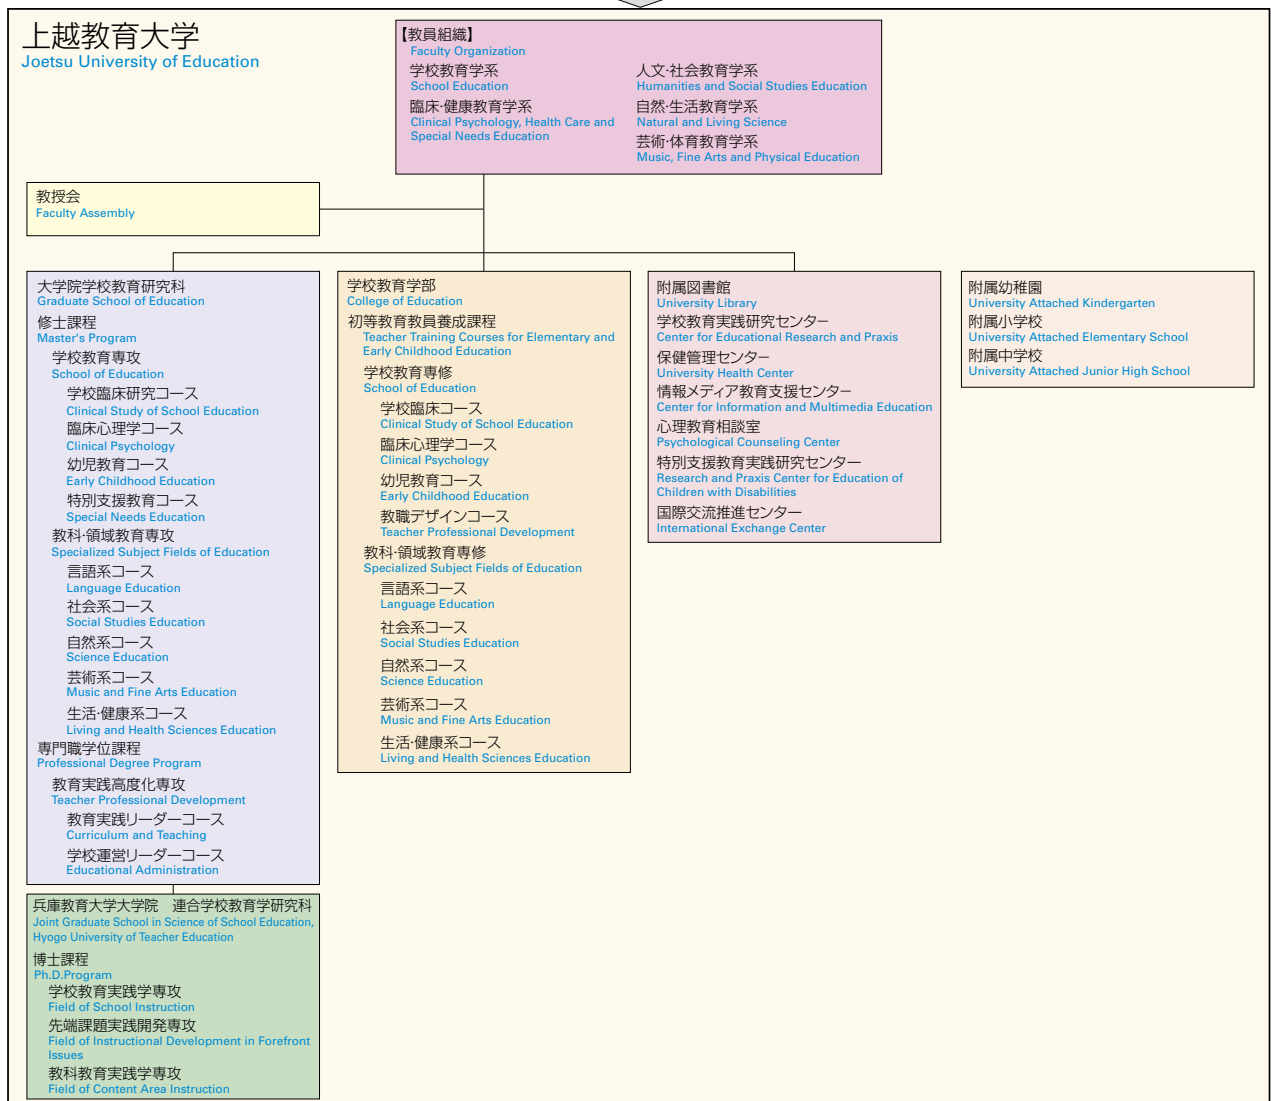 上越教育大学
Joetsu University of Education
【教員組織】
Faculty Organization
学校教育学系
School Education
臨床·健康教育学系
Clinical Psychology, Health Care and
Special Needs Education
人文·社会教育学系
Humanities and Social Studies Education
自然·生活教育学系
Natural and Living Science
芸術·体育教育学系
Music, Fine Arts and Physical Education
教授会
Faculty Assembly
大学院学校教育研究科
Graduate School of Education
修士課程
Master's Program
学校教育専攻
School of Education
学校臨床研究コース
Clinical Study of School Education
臨床心理学コース
Clinical Psychology
幼児教育コース
Early Childhood Education
特別支援教育コース
Special Needs Education
教科·領域教育専攻
Specialized Subject Fields of Education
言語系コース
Language Education
社会系コース
Social Studies Education
自然系コース
Science Education
芸術系コース
Music and Fine Arts Education
生活·健康系コース
Living and Health Sciences Education
専門職学位課程
Professional Degree Program
教育実践高度化専攻
Teacher Professional Development
教育実践リーダーコース
Curriculum and Teaching
学校運営リーダーコース
Educational Administration
兵庫教育大学大学院　連合学校教育学研究科
Joint Graduate School in Science of School Education,
Hyogo University of Teacher Education
博士課程
Ph.D.Program
学校教育実践学専攻
Field of School Instruction
先端課題実践開発専攻
Field of Instructional Development in Forefront
Issues
教科教育実践学専攻
Field of Content Area Instruction
学校教育学部
College of Education
初等教育教員養成課程
Teacher Training Courses for Elementary and
Early Childhood Education
学校教育専修
School of Education
学校臨床コース
Clinical Study of School Education
臨床心理学コース
Clinical Psychology
幼児教育コース
Early Childhood Education
教職デザインコース
Teacher Professional Development
教科·領域教育専修
Specialized Subject Fields of Education
言語系コース
Language Education
社会系コース
Social Studies Education
自然系コース
Science Education
芸術系コース
Music and Fine Arts Education
生活·健康系コース
Living and Health Sciences Education
附属図書館
University Library
学校教育実践研究センター
Center for Educational Research and Praxis
保健管理センター
University Health Center
情報メディア教育支援センター
Center for Information and Multimedia Education
心理教育相談室
Psychological Counseling Center
特別支援教育実践研究センター
Research and Praxis Center for Education of
Children with Disabilities
国際交流推進センター
International Exchange Center
附属幼稚園
University Attached Kindergarten
附属小学校
University Attached Elementary School
附属中学校
University Attached Junior High School